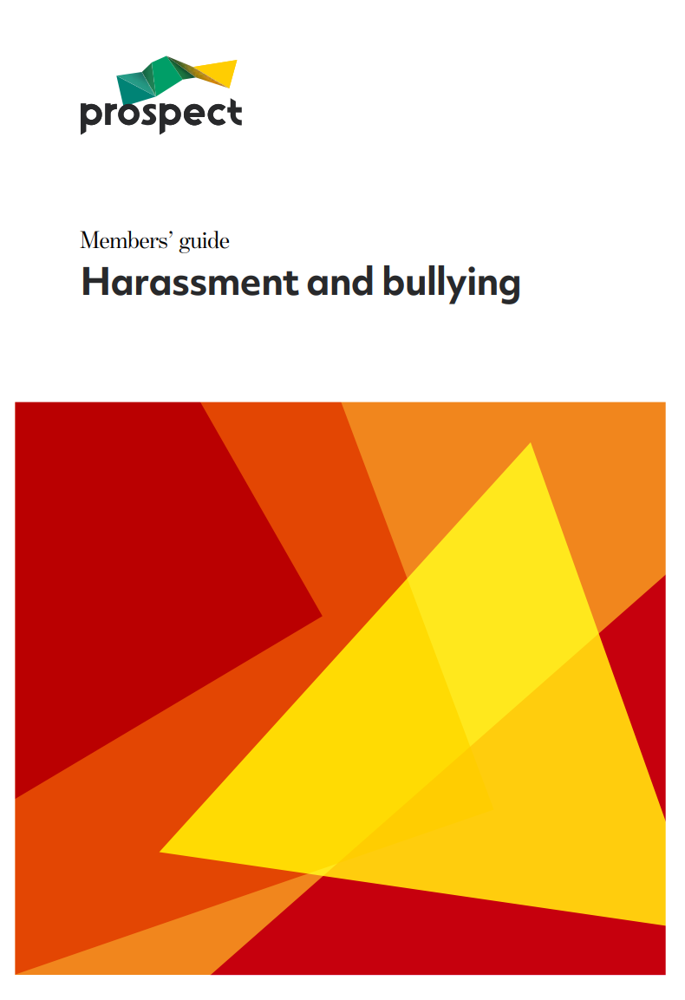 prospect
Members’ guide
Harassment and bullying